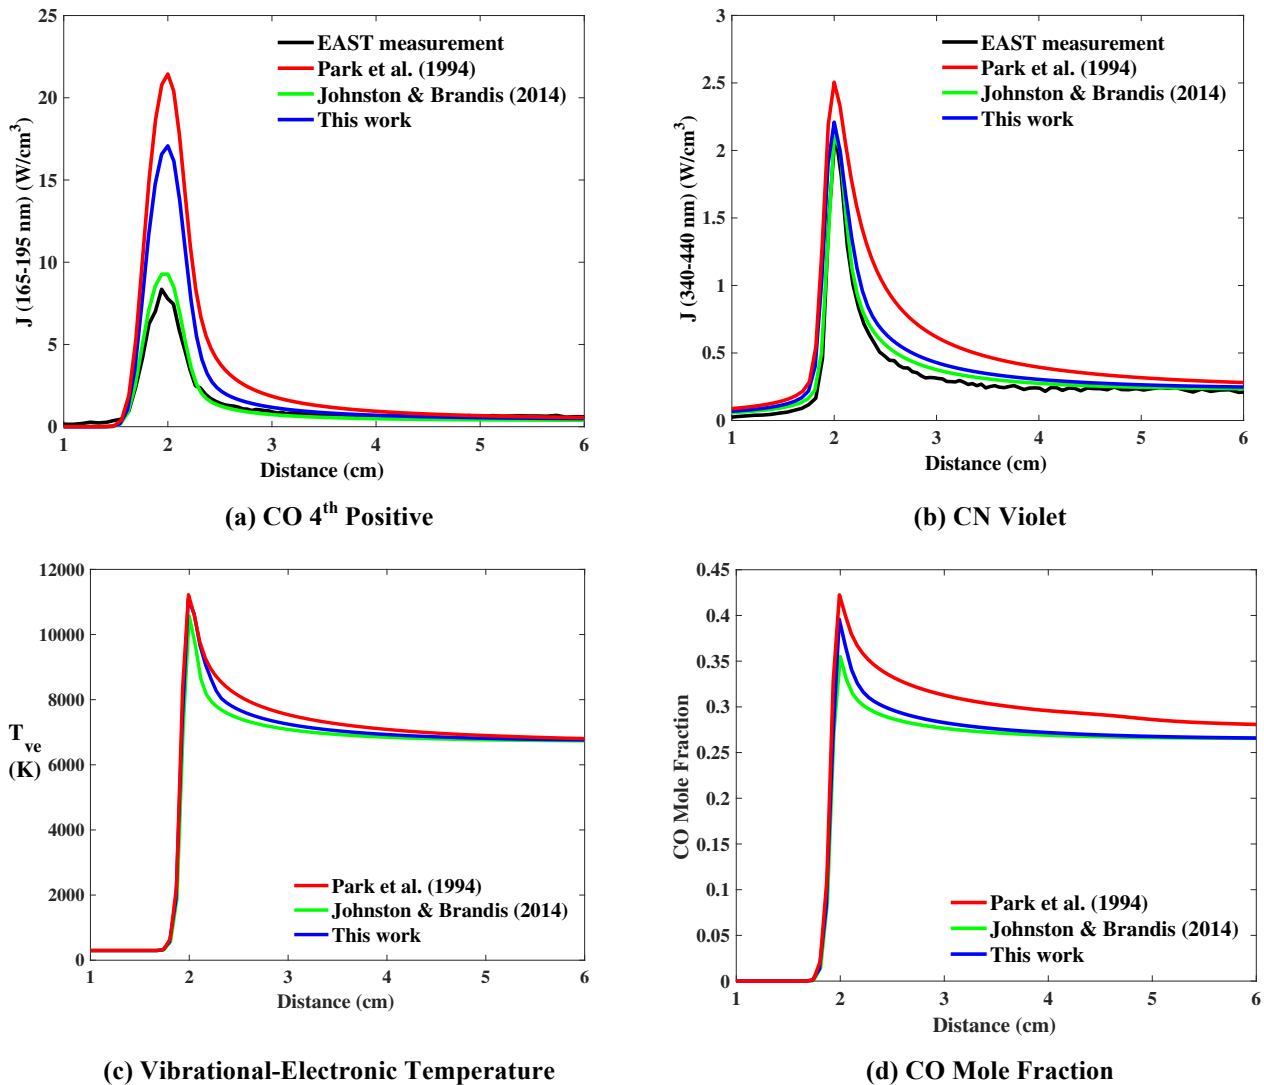 25
20
15
10
5
0
1
2
3
4
5
6
J (165-195 nm) (W/cm³)
Distance (cm)
EAST measurement
Park et al. (1994)
Johnston & Brandis (2014)
This work
(a) CO 4th Positive
3
2.5
2
1.5
1
0.5
0
1
2
3
4
5
6
J (340-440 nm) (W/cm³)
Distance (cm)
EAST measurement
Park et al. (1994)
Johnston & Brandis (2014)
This work
(b) CN Violet
12000
10000
8000
6000
4000
2000
0
1
2
3
4
5
6
T_ve
(K)
Distance (cm)
Park et al. (1994)
Johnston & Brandis (2014)
This work
(c) Vibrational-Electronic Temperature
0.45
0.4
0.35
0.3
0.25
0.2
0.15
0.1
0.05
0
1
2
3
4
5
6
CO Mole Fraction
Distance (cm)
Park et al. (1994)
Johnston & Brandis (2014)
This work
(d) CO Mole Fraction